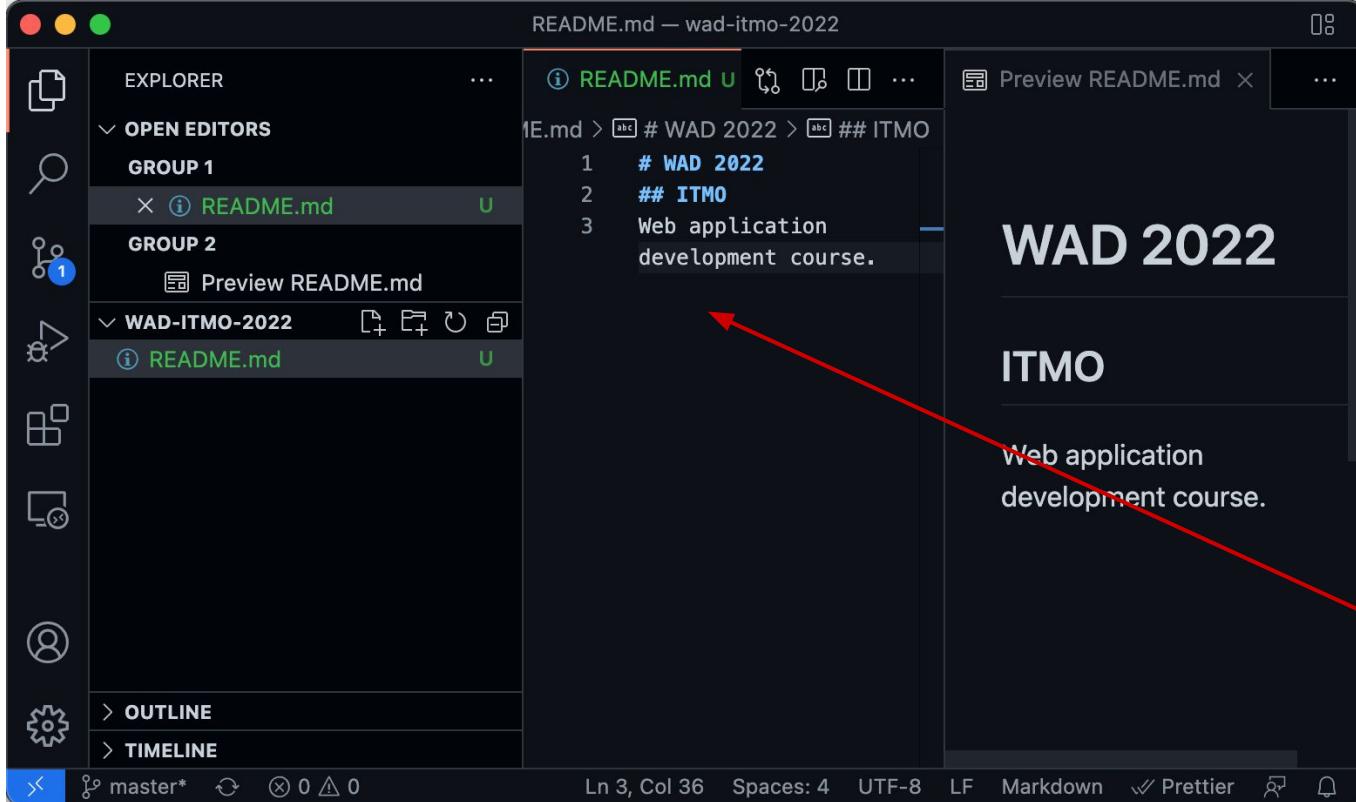 README.md — wad-itmo-2022
EXPLORER
README.md U
Preview README.md
OPEN EDITORS
IE.md > # WAD 2022 > ## ITMO
GROUP 1
README.md U
GROUP 2
Preview README.md
WAD-ITMO-2022
README.md U
1 # WAD 2022
2 ## ITMO
3 Web application
development course.
WAD 2022
ITMO
Web application
development course.
OUTLINE
TIMELINE
1
master* 0 0 Ln 3, Col 36 Spaces: 4 UTF-8 LF Markdown Prettier